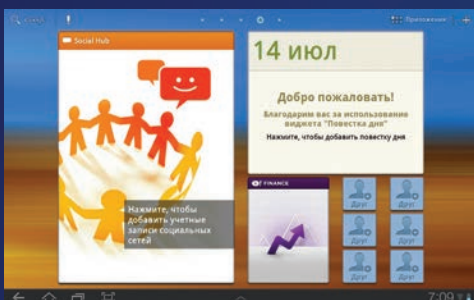 Приложения
Social Hub
Нажмите, чтобы
добавить учетные
записи социальных
сетей
14 июл
Добро пожаловать!
Благодарим вас за использование
виджета "Повестка дня"
Нажмите, чтобы добавить повестку дня
Y! FINANCE
Друг Друг
Друг Друг
Друг Друг
7:09